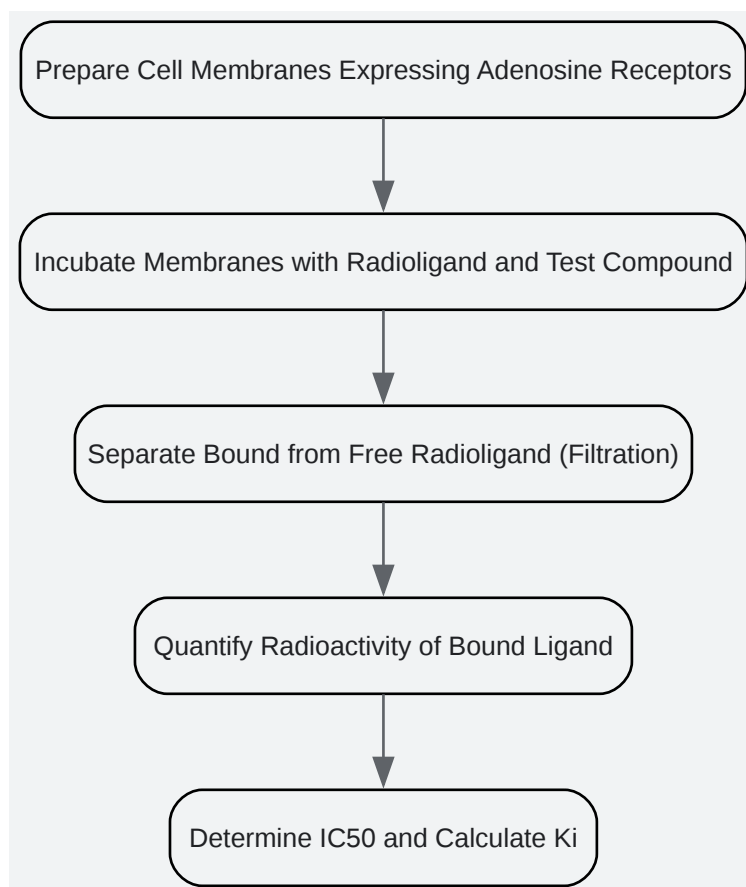 Prepare Cell Membranes Expressing Adenosine Receptors
Incubate Membranes with Radioligand and Test Compound
Separate Bound from Free Radioligand (Filtration)
Quantify Radioactivity of Bound Ligand
Determine IC50 and Calculate Ki